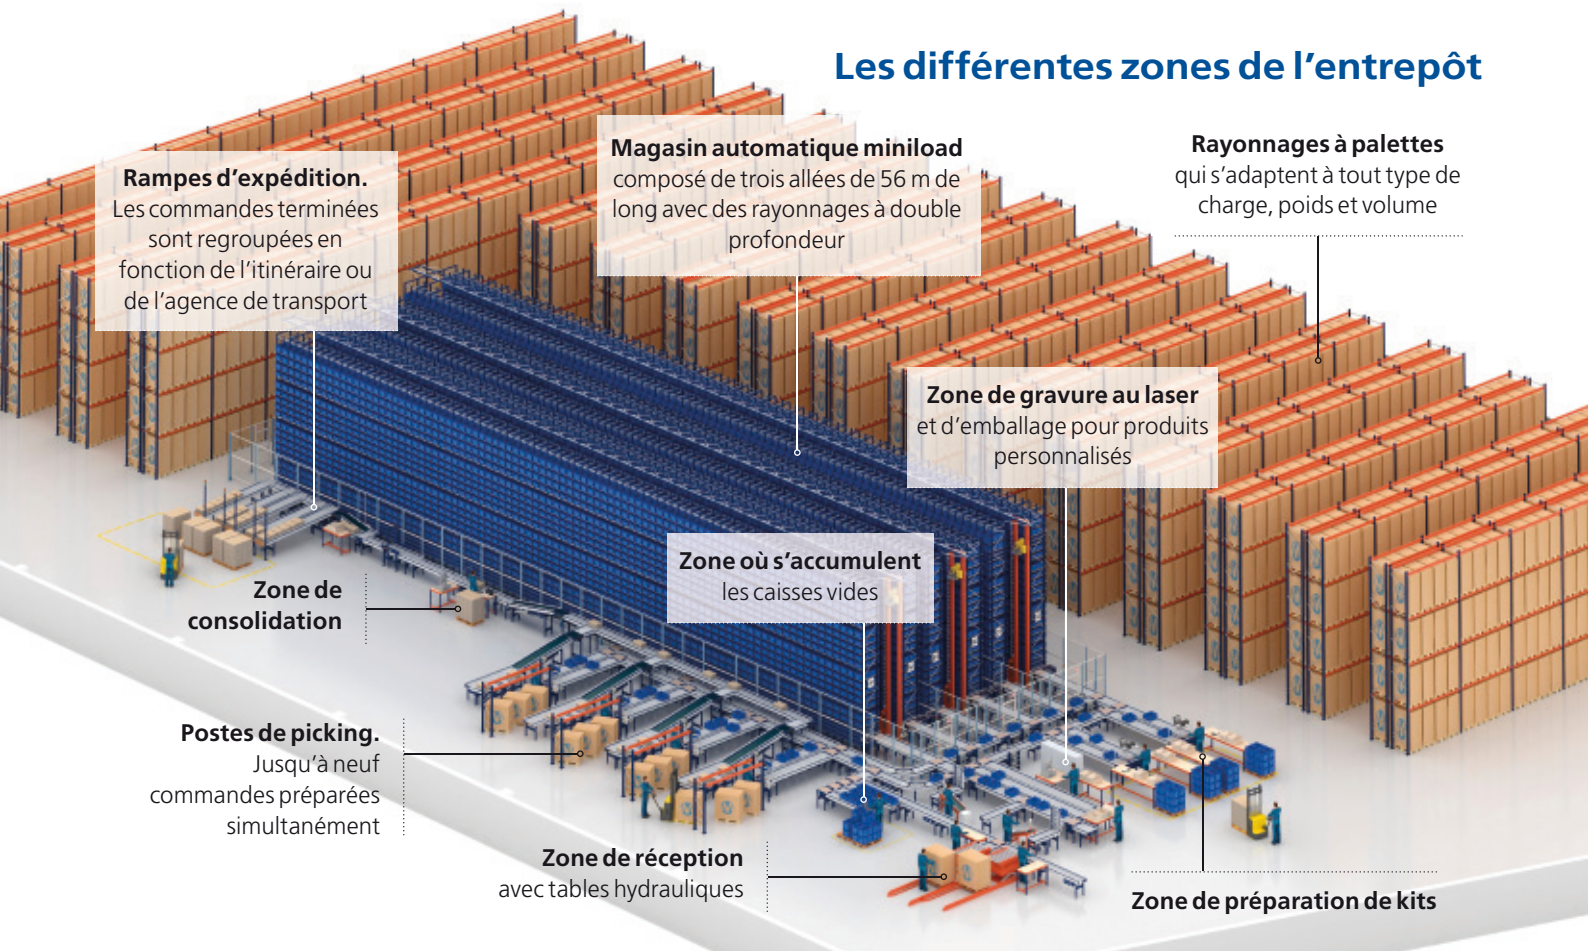 Les différentes zones de l'entrepôt
Rampes d'expédition.
Les commandes terminées
sont regroupées en
fonction de l'itinéraire ou
de l'agence de transport
Magasin automatique miniload
composé de trois allées de 56 m de
long avec des rayonnages à double
profondeur
Rayonnages à palettes
qui s'adaptent à tout type de
charge, poids et volume
Zone de gravure au laser
et d'emballage pour produits
personnalisés
Zone où s'accumulent
les caisses vides
Zone de
consolidation
Postes de picking.
Jusqu'à neuf
commandes préparées
simultanément
Zone de réception
avec tables hydrauliques
Zone de préparation de kits